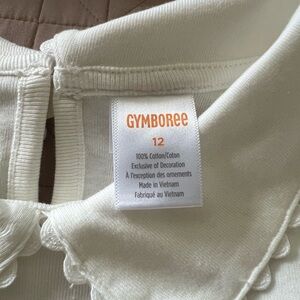 GYMBOREE
12
100% Cotton/Coton
Exclusive of Decoration
À l'exception des ornements
Made in Vietnam
Fabriqué au Vietnam